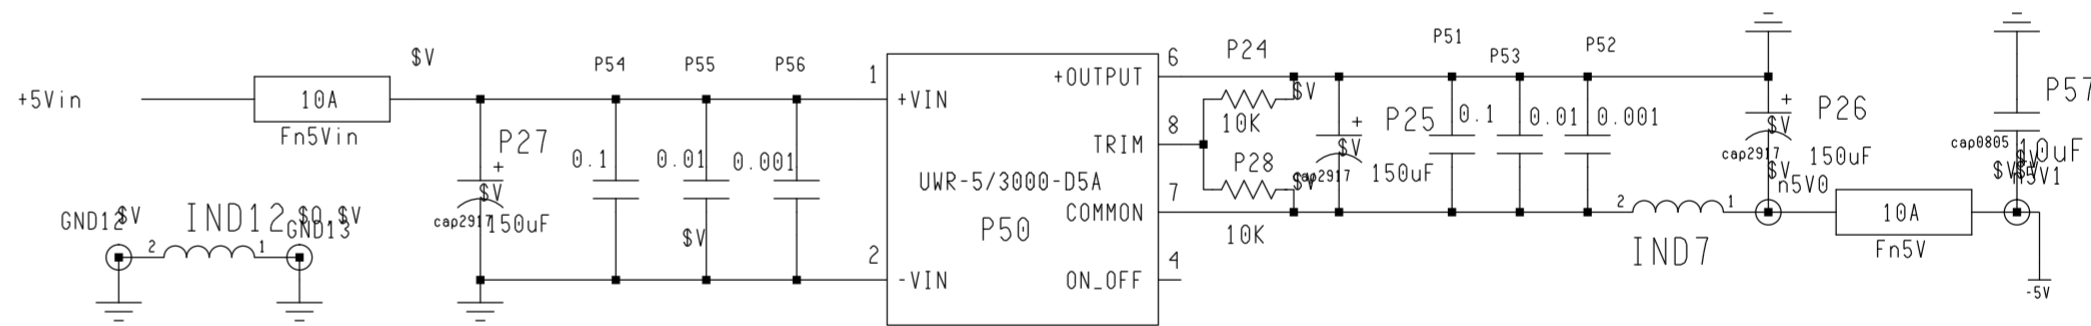 +5Vin
10A
Fn5Vin
$V
P54
P55
P56
P27
+
$V
cap2917
150uF
0.1
0.01
0.001
$V
GND12
$V
IND12
$Q.$V
GND13
2
1
1
+VIN
2
-VIN
UWR-5/3000-D5A
P50
+OUTPUT
6
TRIM
8
COMMON
7
ON_OFF
4
P24
$V
10K
P28
$V
10K
+
$V
cap2917
P25
150uF
P51
P53
P52
0.1
0.01
0.001
2
1
IND7
+
$V
cap2917
P26
150uF
$V
n5V0
10A
Fn5V
P57
cap0805
-5V